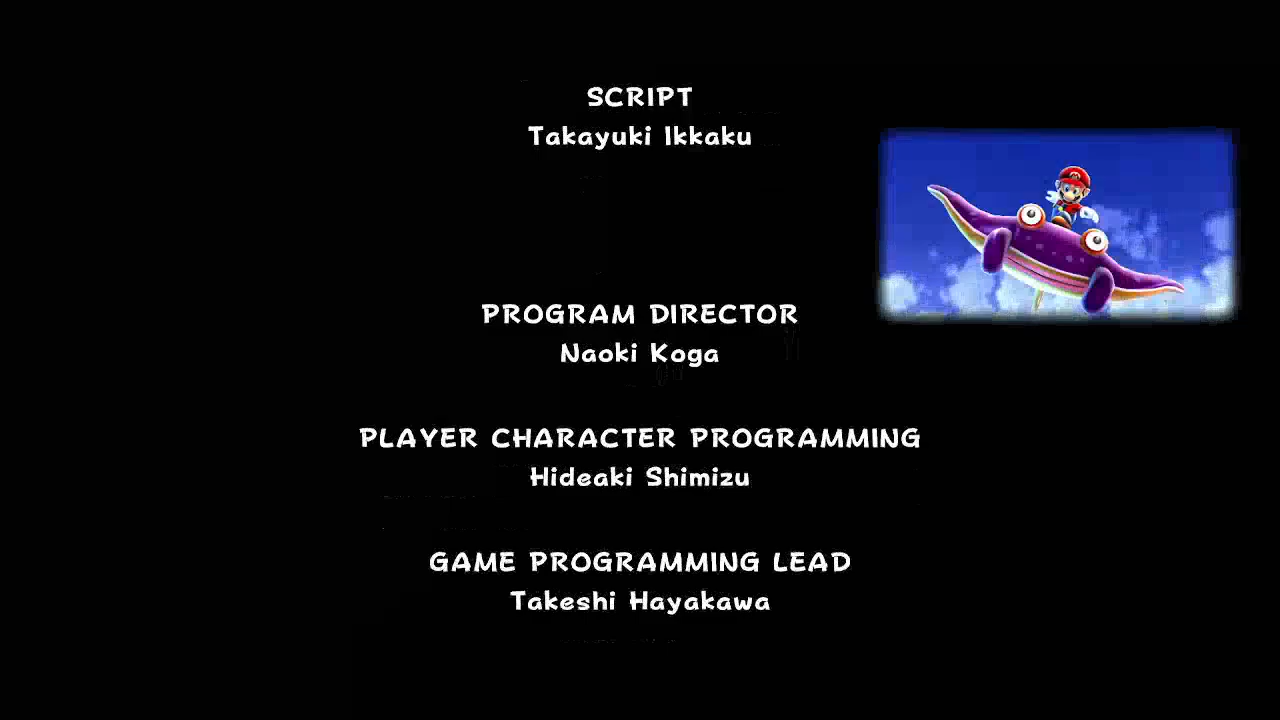 SCRIPT
Takayuki Ikkaku
PROGRAM DIRECTOR
Naoki Koga
PLAYER CHARACTER PROGRAMMING
Hideaki Shimizu
GAME PROGRAMMING LEAD
Takeshi Hayakawa